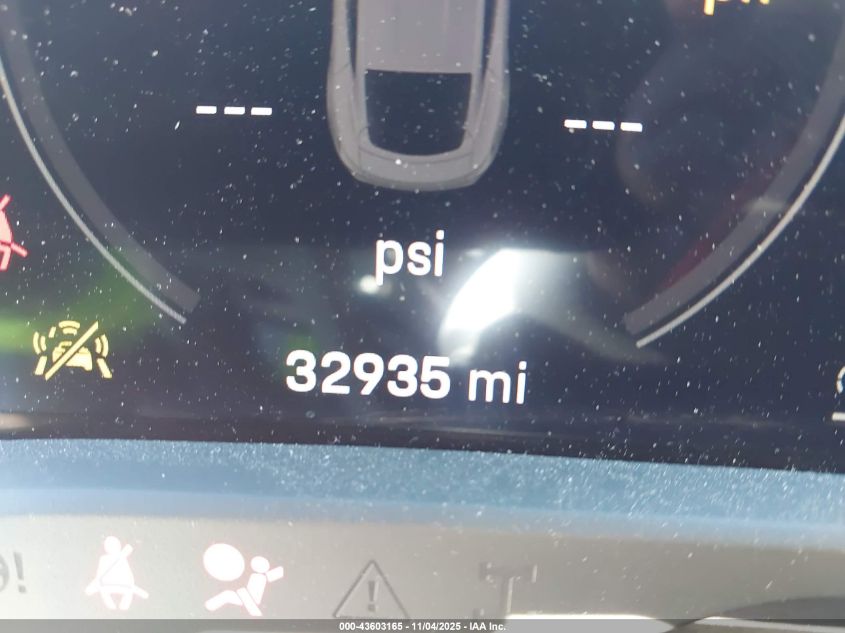 --- ---
psi
32935 mi
000-43603165 - 11/04/2025 - IAA Inc.